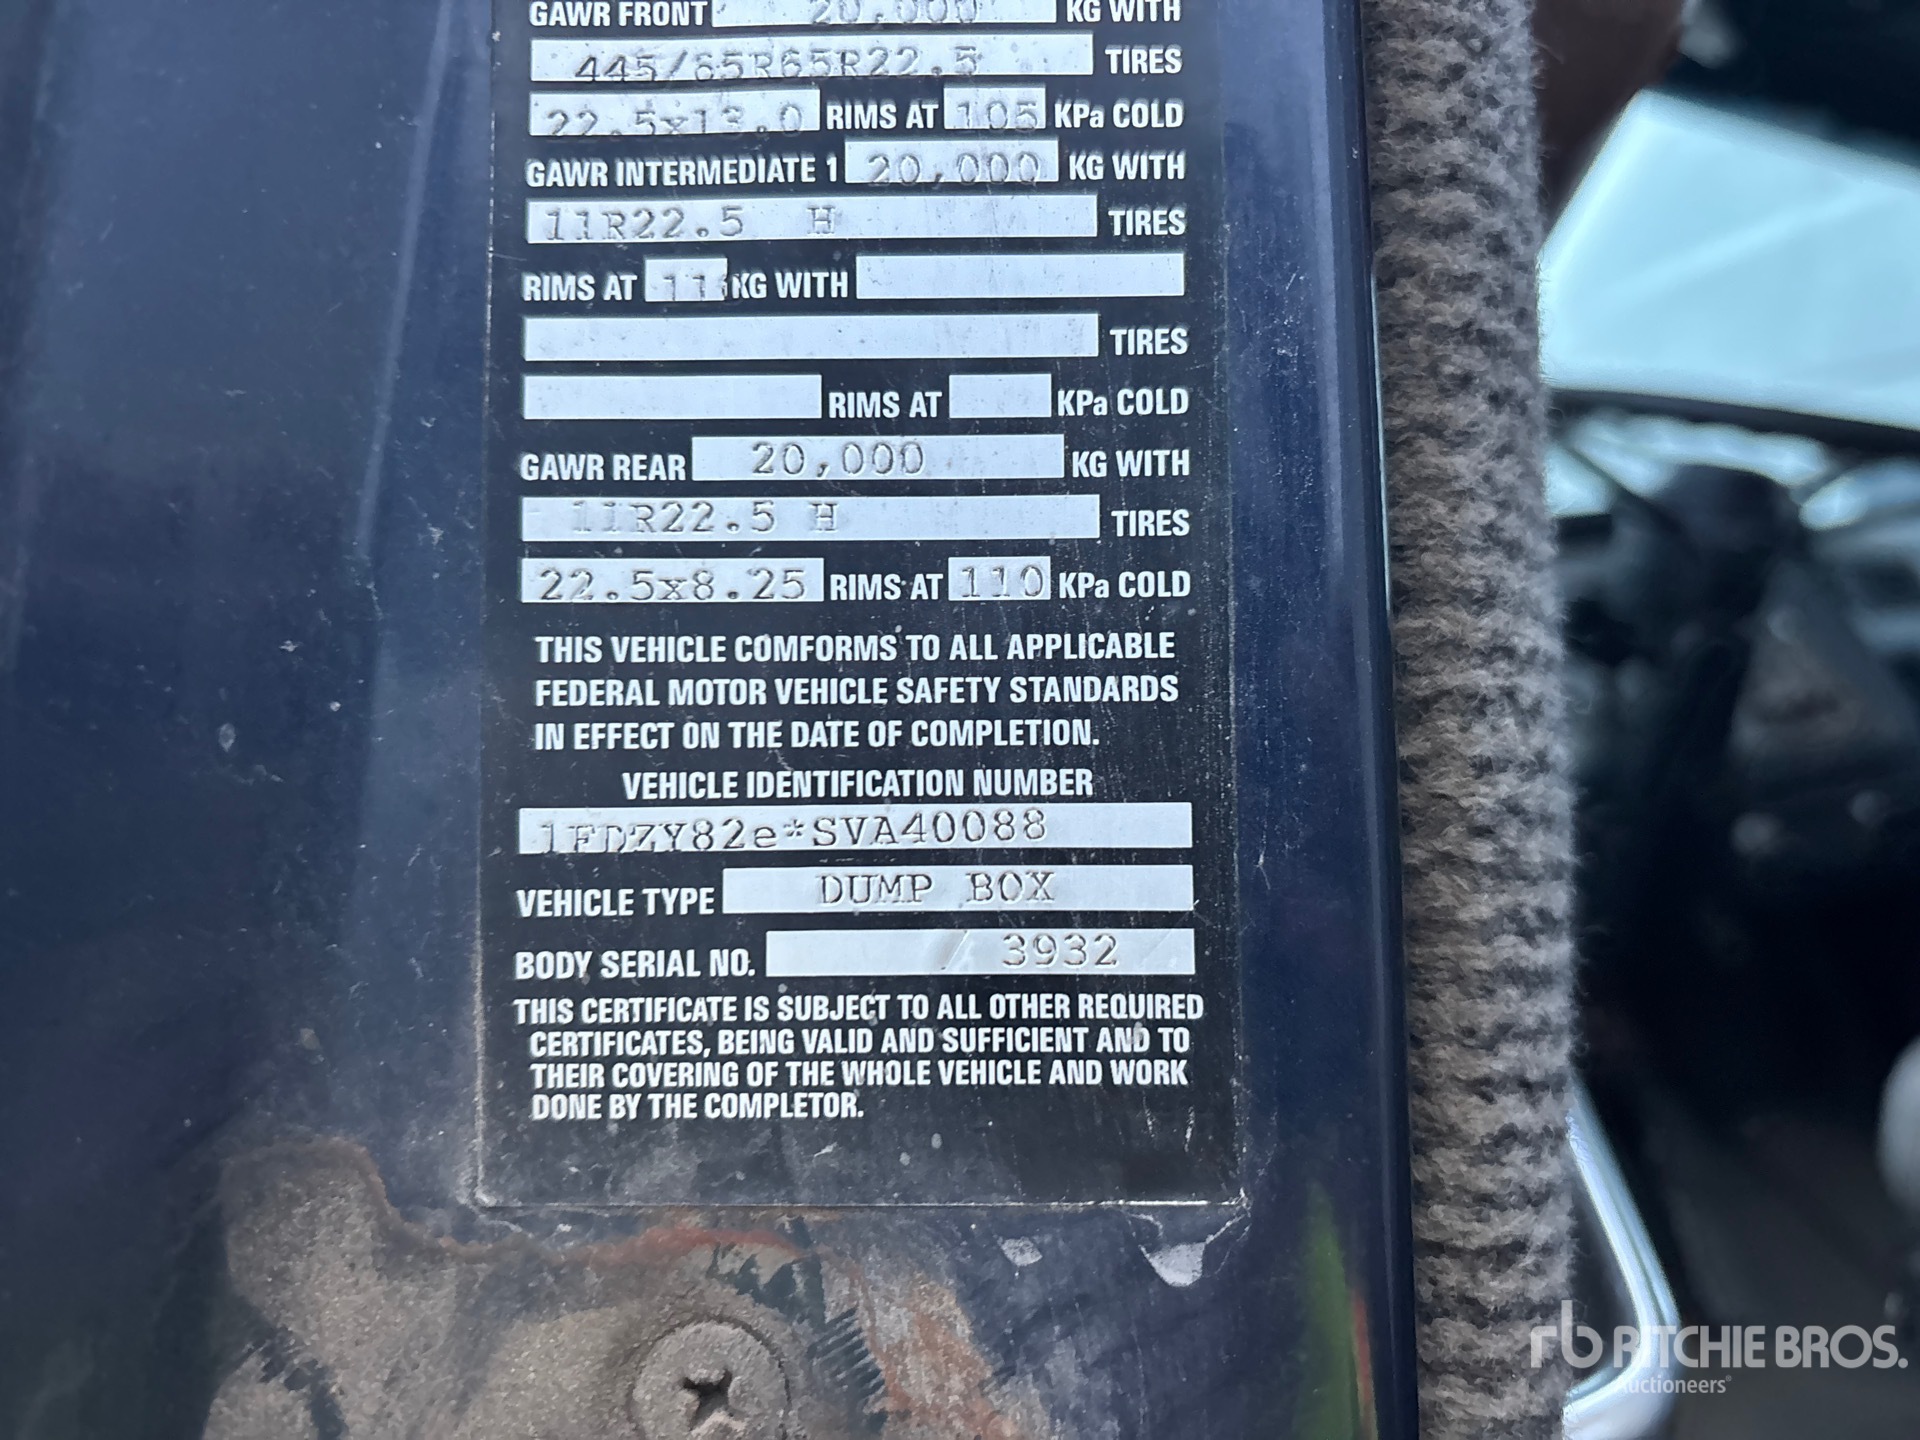 GAWR FRONT 20,000 KG WITH
445/65R65R22.5 TIRES
22.5x13.0 RIMS AT 105 KPa COLD
GAWR INTERMEDIATE 1 20,000 KG WITH
11R22.5 H TIRES
RIMS AT KG WITH
TIRES
RIMS AT KPa COLD
GAWR REAR 20,000 KG WITH
11R22.5 H TIRES
22.5x8.25 RIMS AT 110 KPa COLD
THIS VEHICLE COMFORMS TO ALL APPLICABLE
FEDERAL MOTOR VEHICLE SAFETY STANDARDS
IN EFFECT ON THE DATE OF COMPLETION.
VEHICLE IDENTIFICATION NUMBER
1FDZY82e*SVA40088
VEHICLE TYPE DUMP BOX
BODY SERIAL NO. 3932
THIS CERTIFICATE IS SUBJECT TO ALL OTHER REQUIRED
CERTIFICATES, BEING VALID AND SUFFICIENT AND TO
THEIR COVERING OF THE WHOLE VEHICLE AND WORK
DONE BY THE COMPLETOR.
rb RITCHIE BROS.
Auctioneers